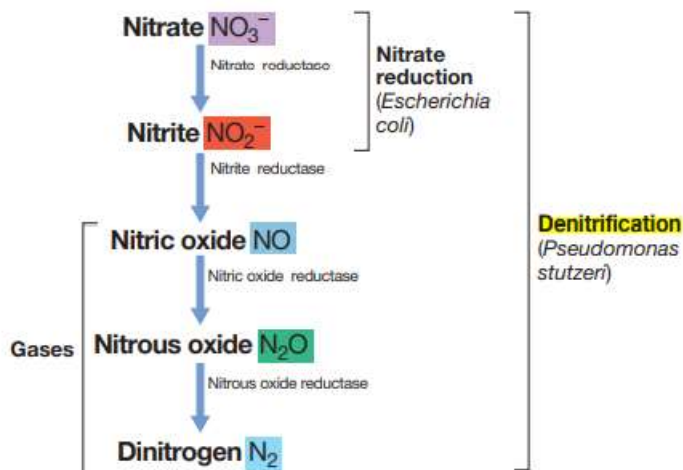 Nitrate NO₃⁻
Nitrate reductase
Nitrate
reduction
(Escherichia
coli)
Nitrite NO₂⁻
Nitrite reductase
Denitrification
(Pseudomonas
stutzeri)
Nitric oxide NO
Nitric oxide reductase
Gases
Nitrous oxide N₂O
Nitrous oxide reductase
Dinitrogen N₂